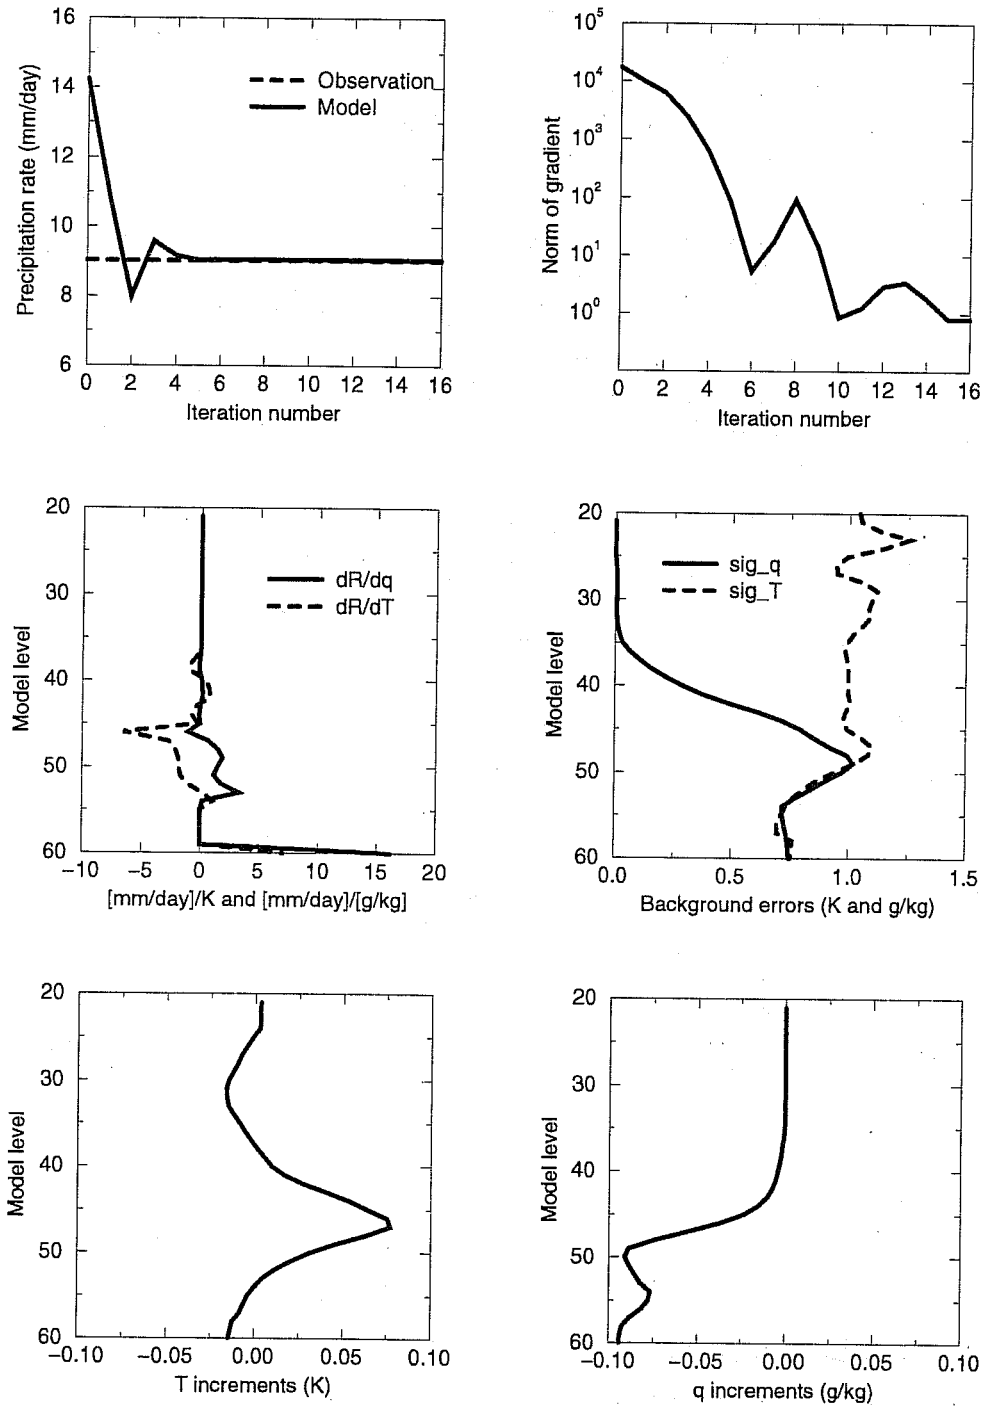 16
14
12
10
8
6
Precipitation rate (mm/day)
Observation
Model
0 2 4 6 8 10 12 14 16
Iteration number
10^5
10^4
10^3
10^2
10^1
10^0
Norm of gradient
0 2 4 6 8 10 12 14 16
Iteration number
20
30
40
50
60
Model level
dR/dq
dR/dT
−10 −5 0 5 10 15 20
[mm/day]/K and [mm/day]/[g/kg]
20
30
40
50
60
Model level
sig_q
sig_T
0.0 0.5 1.0 1.5
Background errors (K and g/kg)
20
30
40
50
60
Model level
−0.10 −0.05 0.00 0.05 0.10
T increments (K)
20
30
40
50
60
Model level
−0.10 −0.05 0.00 0.05 0.10
q increments (g/kg)